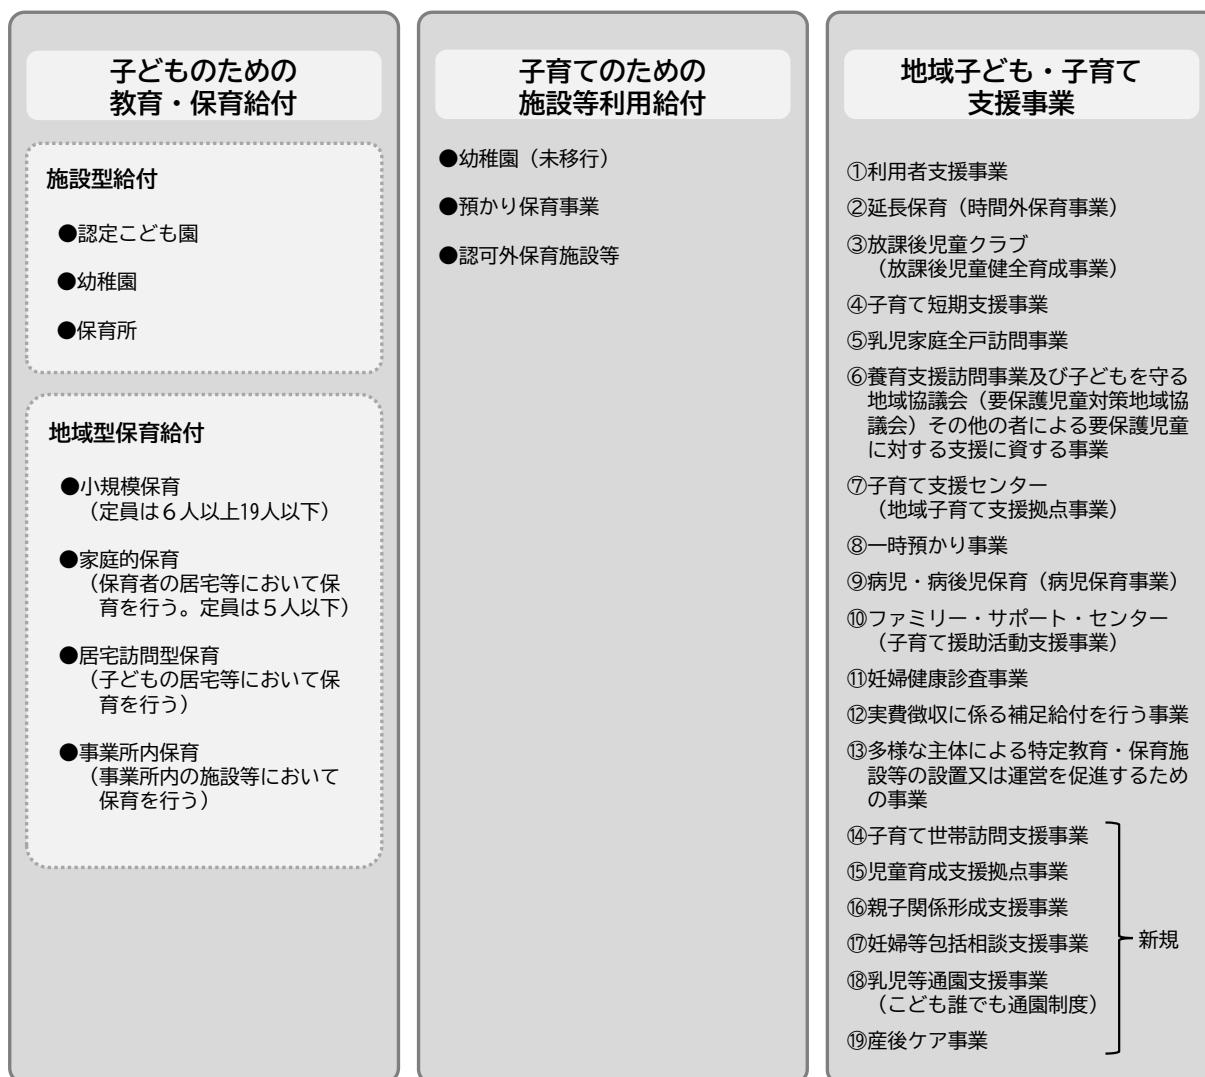 子どものための
教育・保育給付
施設型給付
●認定こども園
●幼稚園
●保育所
地域型保育給付
●小規模保育
（定員は６人以上19人以下）
●家庭的保育
（保育者の居宅等において保
育を行う。定員は５人以下）
●居宅訪問型保育
（子どもの居宅等において保
育を行う）
●事業所内保育
（事業所内の施設等において
保育を行う）
子育てのための
施設等利用給付
●幼稚園（未移行）
●預かり保育事業
●認可外保育施設等
地域子ども・子育て
支援事業
①利用者支援事業
②延長保育（時間外保育事業）
③放課後児童クラブ
（放課後児童健全育成事業）
④子育て短期支援事業
⑤乳児家庭全戸訪問事業
⑥養育支援訪問事業及び子どもを守る
地域協議会（要保護児童対策地域協
議会）その他の者による要保護児童
に対する支援に資する事業
⑦子育て支援センター
（地域子育て支援拠点事業）
⑧一時預かり事業
⑨病児・病後児保育（病児保育事業）
⑩ファミリー・サポート・センター
（子育て援助活動支援事業）
⑪妊婦健康診査事業
⑫実費徴収に係る補足給付を行う事業
⑬多様な主体による特定教育・保育施
設等の設置又は運営を促進するため
の事業
⑭子育て世帯訪問支援事業
⑮児童育成支援拠点事業
⑯親子関係形成支援事業
⑰妊婦等包括相談支援事業
⑱乳児等通園支援事業
（こども誰でも通園制度）
⑲産後ケア事業
新規